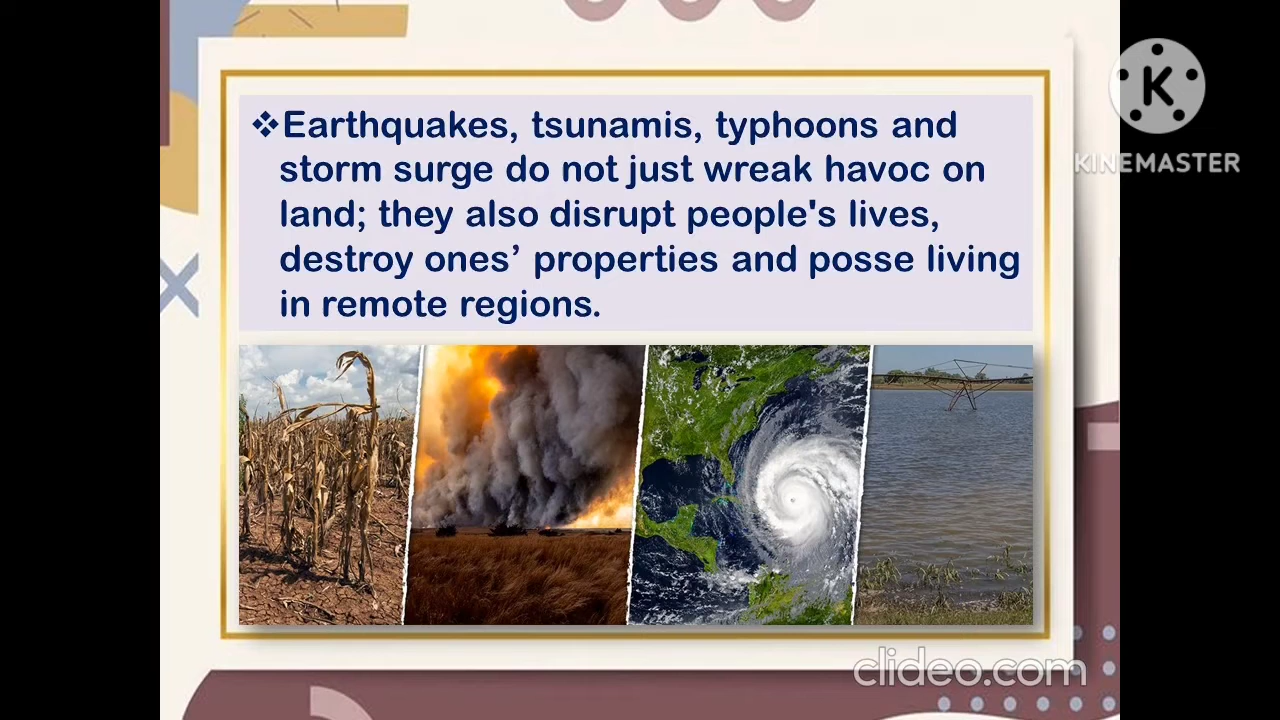 ❖Earthquakes, tsunamis, typhoons and
storm surge do not just wreak havoc on
land; they also disrupt people's lives,
destroy ones’ properties and posse living
in remote regions.
K
KINEMASTER
clideo.com